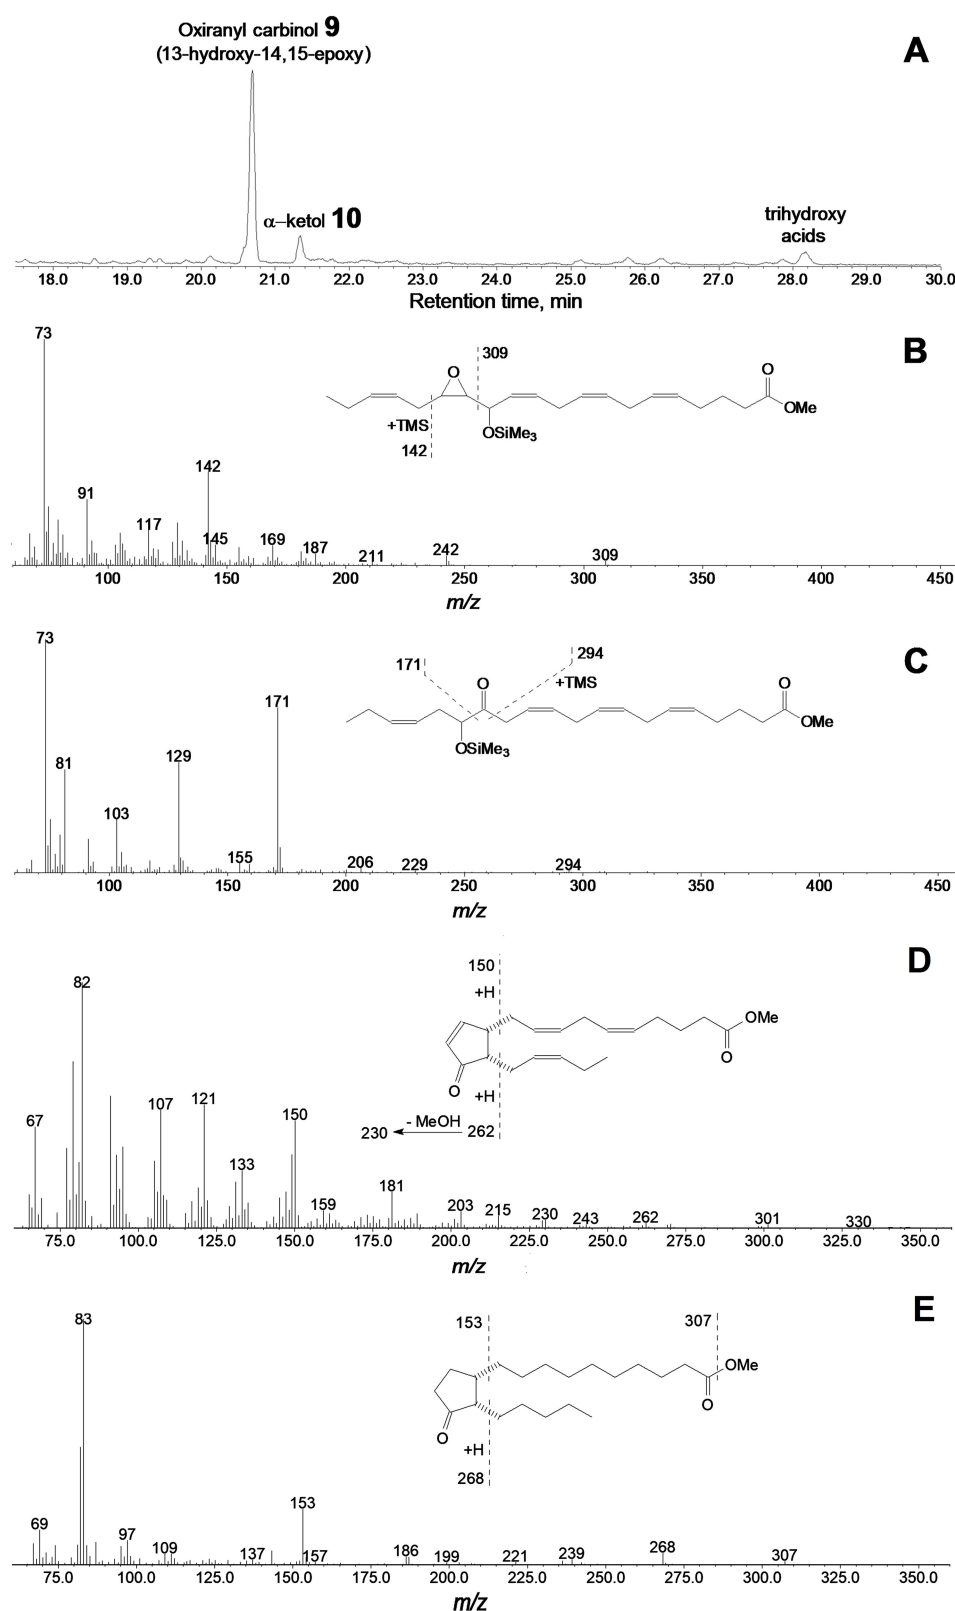 Oxiranyl carbinol 9
(13-hydroxy-14,15-epoxy)
A
α–ketol 10
trihydroxy
acids
18.0 19.0 20.0 21.0 22.0 23.0 24.0 25.0 26.0 27.0 28.0 29.0 30.0
Retention time, min
B
73
309
O
O
OMe
+TMS
OSiMe3
142
142
91
117
145
169
187
211
242
309
100 150 200 250 300 350 400 450
m/z
C
73
171
294
+TMS
O
O
OMe
OSiMe3
171
129
81
103
155
206
229
294
100 150 200 250 300 350 400 450
m/z
D
82
150
+H
OMe
O
O
+H
- MeOH
230
262
67
107
121
150
133
159
181
203
215
230
243
262
301
330
75.0 100.0 125.0 150.0 175.0 200.0 225.0 250.0 275.0 300.0 325.0 350.0
m/z
E
83
153
307
OMe
O
O
+H
268
153
69
97
109
137
157
186
199
221
239
268
307
75.0 100.0 125.0 150.0 175.0 200.0 225.0 250.0 275.0 300.0 325.0 350.0
m/z